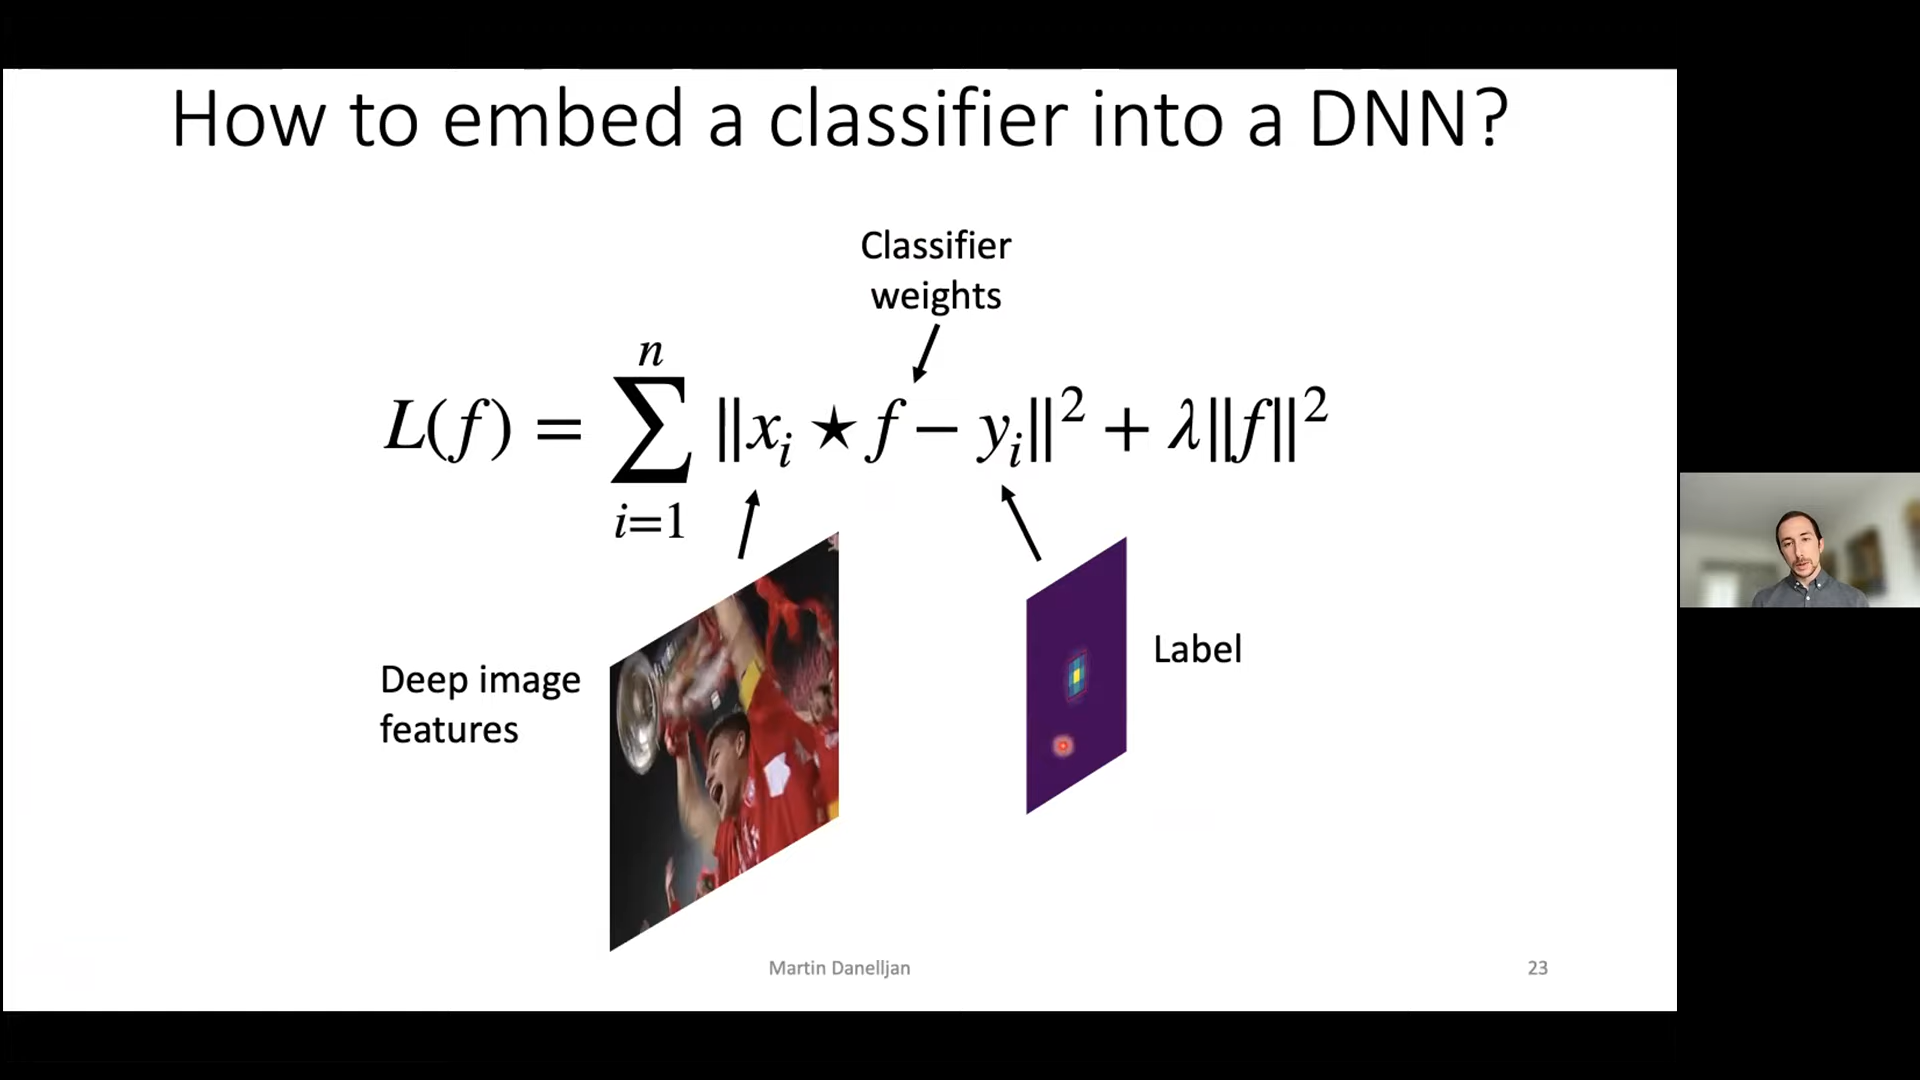 How to embed a classifier into a DNN?
Classifier
weights
n
L(f) = ∑ ||x_i ★ f − y_i||² + λ||f||²
i=1
Deep image
features
Label
Martin Danelljan
23